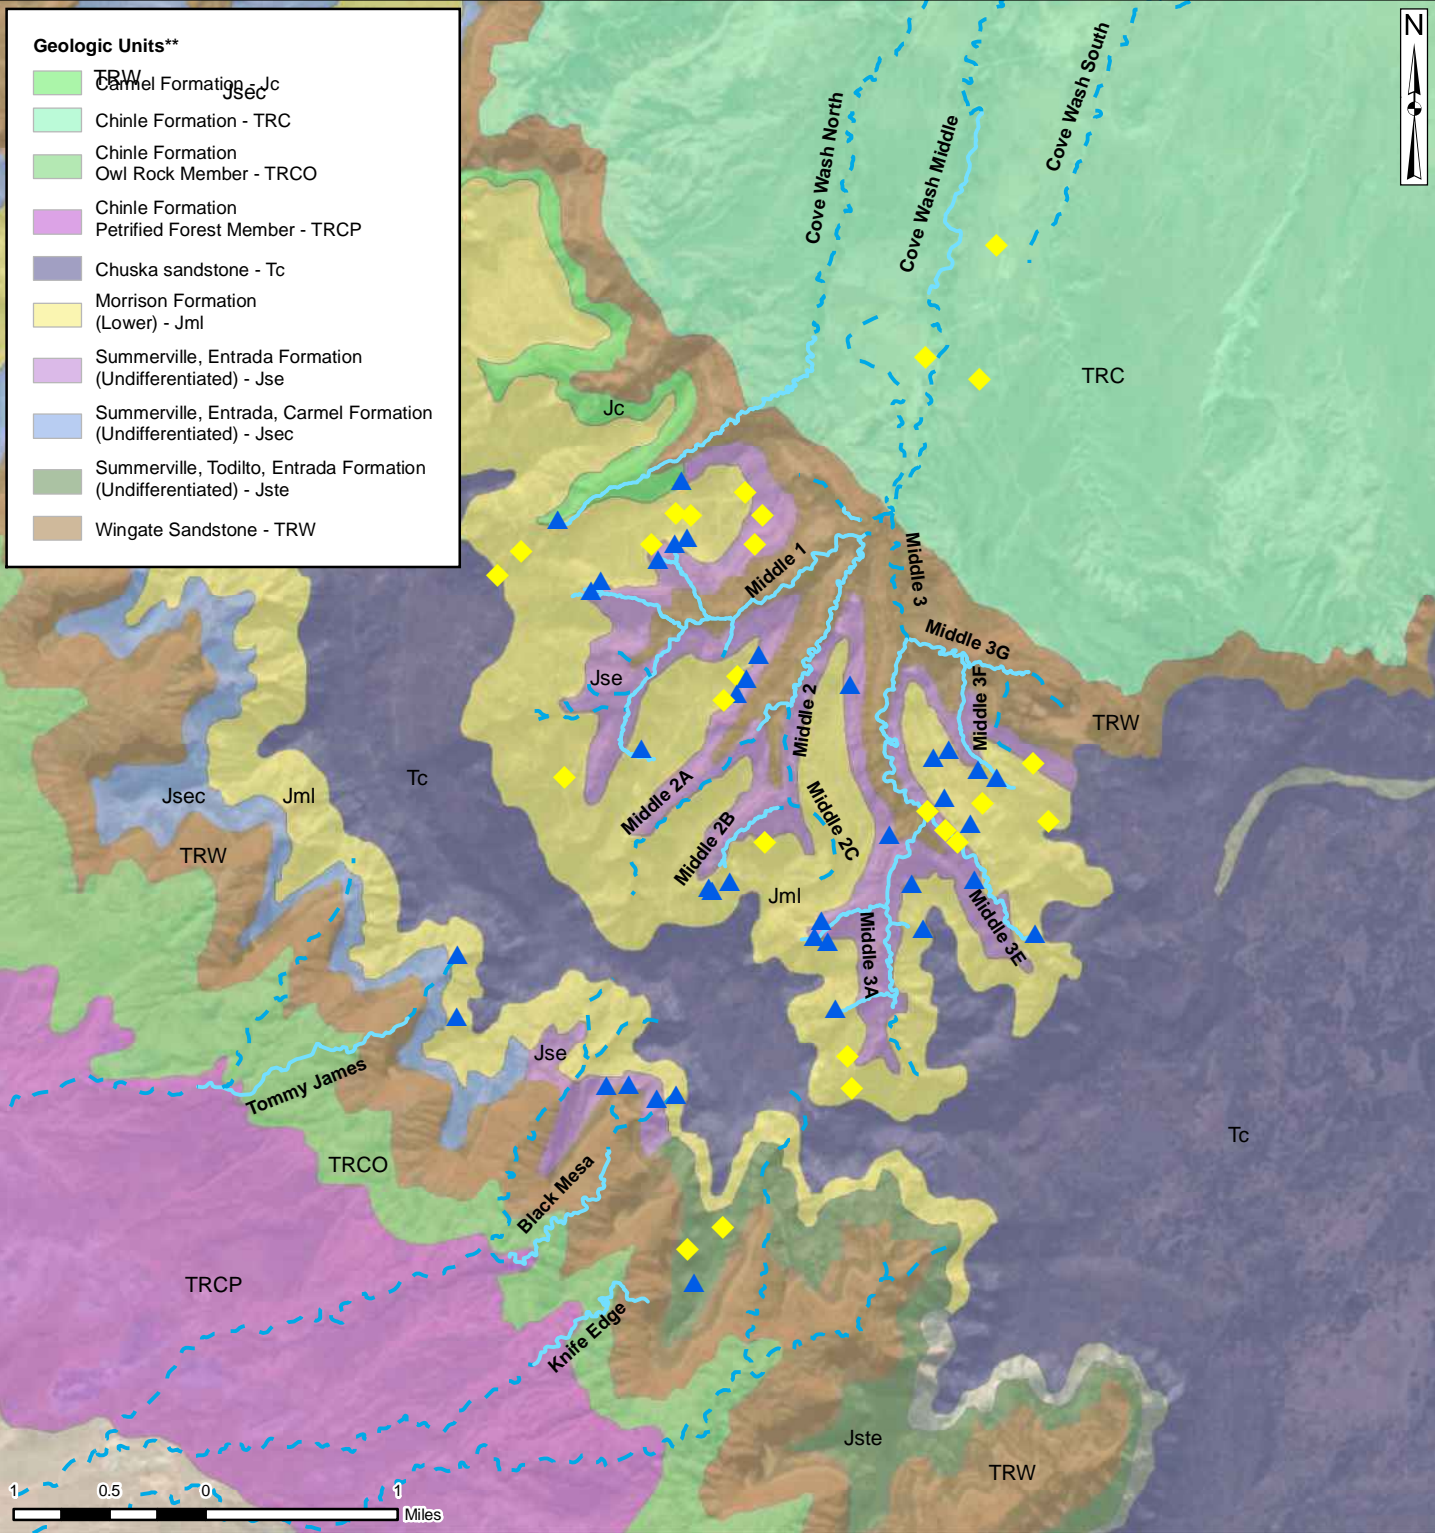 Geologic Units**
TRW
Carmel Formation - Jc
Jsec
Chinle Formation - TRC
Chinle Formation
Owl Rock Member - TRCO
Chinle Formation
Petrified Forest Member - TRCP
Chuska sandstone - Tc
Morrison Formation
(Lower) - Jml
Summerville, Entrada Formation
(Undifferentiated) - Jse
Summerville, Entrada, Carmel Formation
(Undifferentiated) - Jsec
Summerville, Todilto, Entrada Formation
(Undifferentiated) - Jste
Wingate Sandstone - TRW
N
Cove Wash North
Cove Wash Middle
Cove Wash South
TRC
Jc
Middle 1
Middle 3
Middle 3G
Jse
Middle 3F
TRW
Middle 2
Tc
Jsec
Jml
Middle 2A
Middle 2B
Middle 2C
TRW
Jml
Middle 3A
Middle 3E
Jse
Tommy James
Tc
TRCO
Black Mesa
TRCP
Knife Edge
Jste
TRW
1 0.5 0 1
Miles